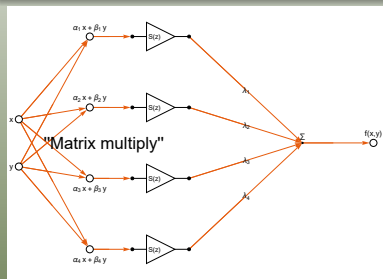 α₁ x + β₁ y
S(z)
λ₁
α₂ x + β₂ y
S(z)
λ₂
x
Σ
f(x,y)
"Matrix multiply"
y
λ₃
S(z)
α₃ x + β₃ y
λ₄
S(z)
α₄ x + β₄ y